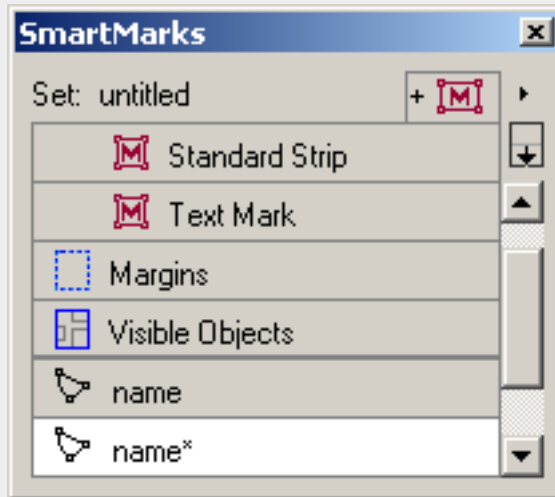 SmartMarks
Set: untitled
+ M
M Standard Strip
M Text Mark
Margins
Visible Objects
name
name*